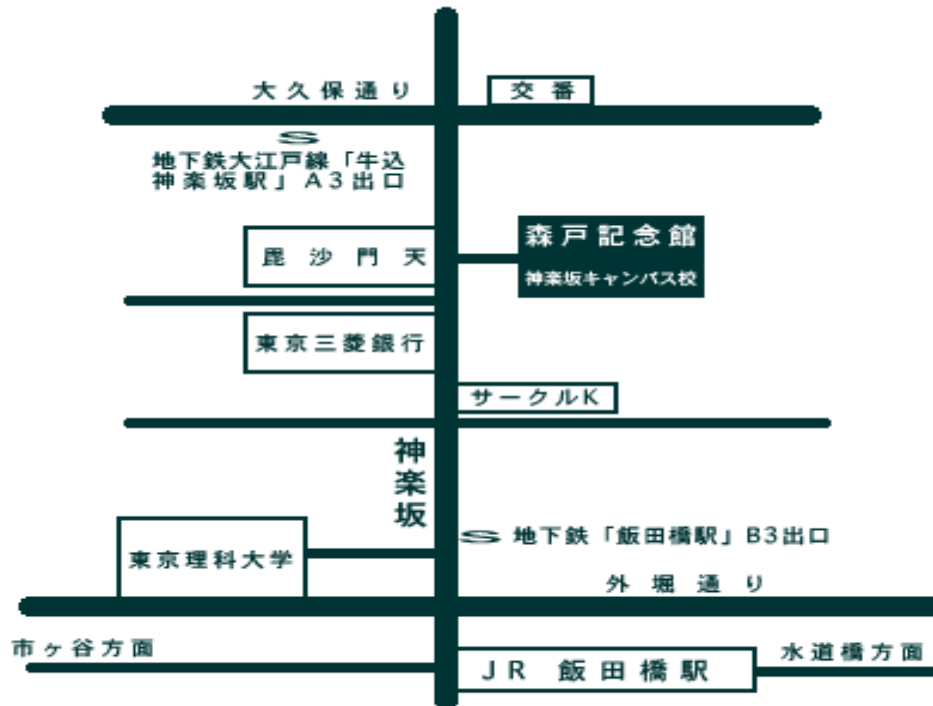 大久保通り
交番
地下鉄大江戸線「牛込
神楽坂駅」A3出口
森戸記念館
神楽坂キャンパス校
毘沙門天
東京三菱銀行
サークルK
神楽坂
地下鉄「飯田橋駅」B3出口
東京理科大学
外堀通り
市ヶ谷方面
JR 飯田橋駅
水道橋方面